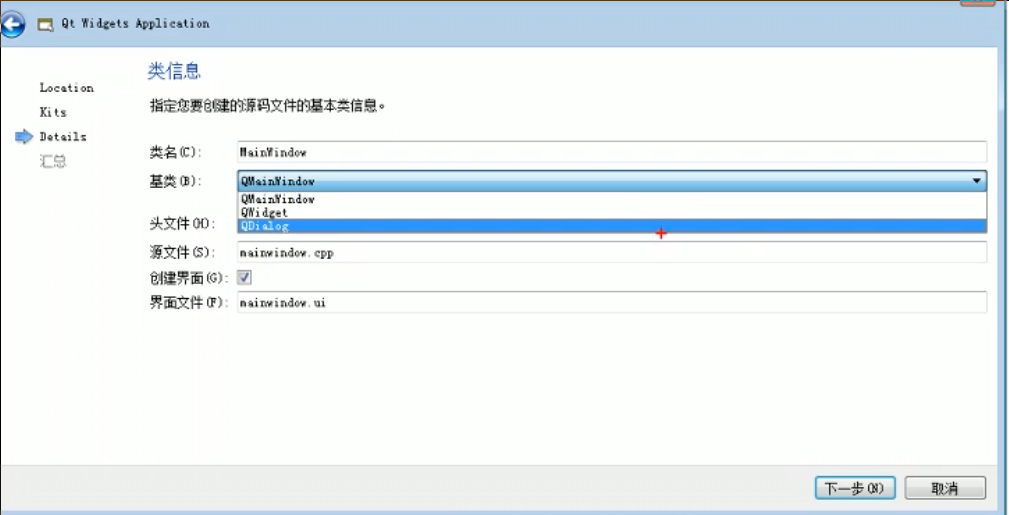 Qt Widgets Application
类信息
Location
指定您要创建的源码文件的基本类信息。
Kits
Details
汇总
类名(C): MainWindow
基类(B): QMainWindow
QMainWindow
QWidget
头文件(H): QDialog
源文件(S): mainwindow.cpp
创建界面(G):
界面文件(F): mainwindow.ui
下一步(N) 取消